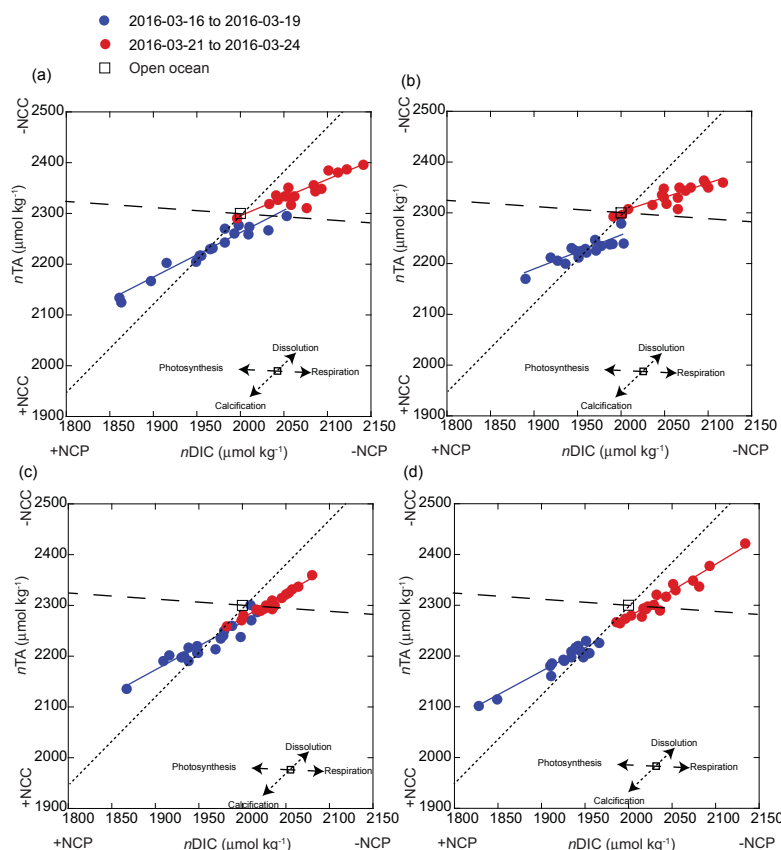 2016-03-16 to 2016-03-19
2016-03-21 to 2016-03-24
Open ocean
(a)
(b)
-NCC
-NCC
2500
2500
2400
2400
2300
2300
2200
2200
2100
2100
2000
2000
1900
1900
nTA (µmol kg⁻¹)
nTA (µmol kg⁻¹)
+NCC
+NCC
Dissolution
Dissolution
Photosynthesis
Respiration
Photosynthesis
Respiration
Calcification
Calcification
1800 1850 1900 1950 2000 2050 2100 2150
1800 1850 1900 1950 2000 2050 2100 2150
+NCP nDIC (µmol kg⁻¹) -NCP
+NCP nDIC (µmol kg⁻¹) -NCP
(c)
(d)
-NCC
-NCC
2500
2500
2400
2400
2300
2300
2200
2200
2100
2100
2000
2000
1900
1900
nTA (µmol kg⁻¹)
nTA (µmol kg⁻¹)
+NCC
+NCC
Dissolution
Dissolution
Photosynthesis
Respiration
Photosynthesis
Respiration
Calcification
Calcification
1800 1850 1900 1950 2000 2050 2100 2150
1800 1850 1900 1950 2000 2050 2100 2150
+NCP nDIC (µmol kg⁻¹) -NCP
+NCP nDIC (µmol kg⁻¹) -NCP